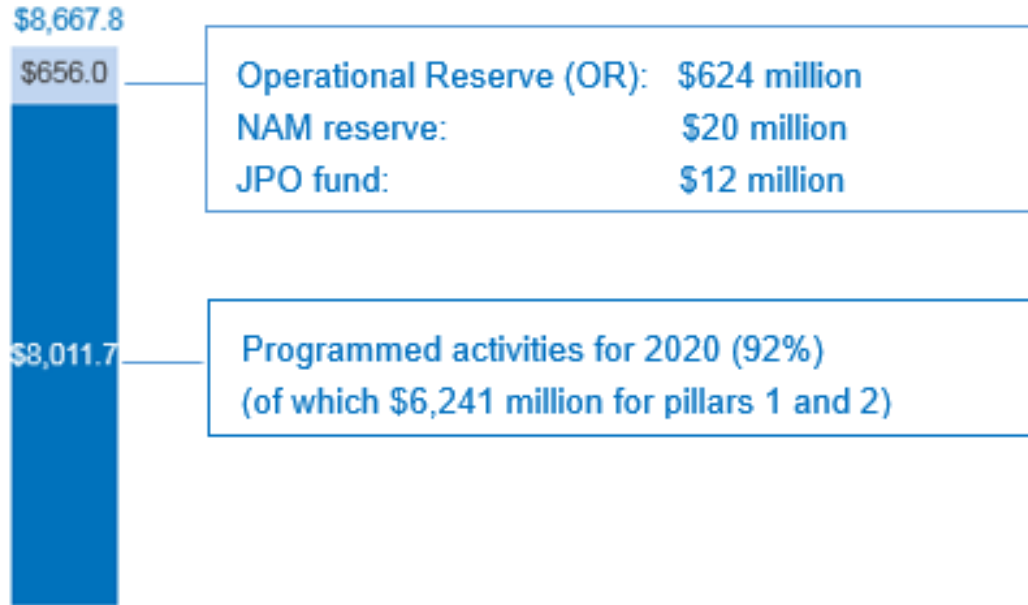 $8,667.8
$656.0
Operational Reserve (OR): $624 million
NAM reserve: $20 million
JPO fund: $12 million
$8,011.7
Programmed activities for 2020 (92%)
(of which $6,241 million for pillars 1 and 2)